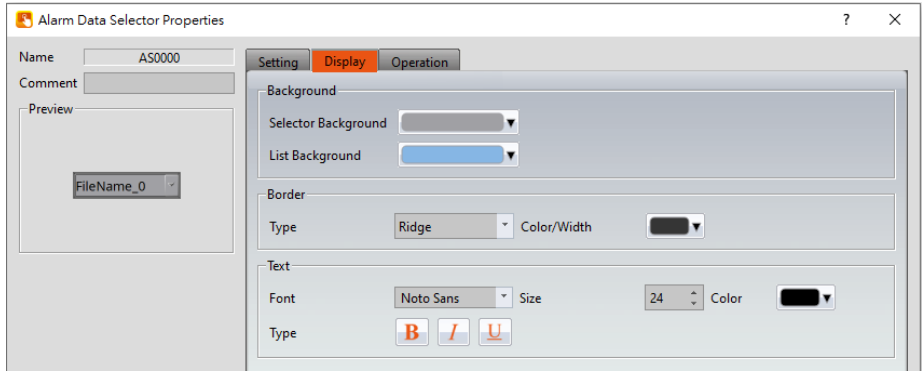 Alarm Data Selector Properties ? ×
Name AS0000
Comment
Preview
FileName_0
Setting Display Operation
Background
Selector Background
List Background
Border
Type Ridge Color/Width
Text
Font Noto Sans Size 24 Color
Type B I U